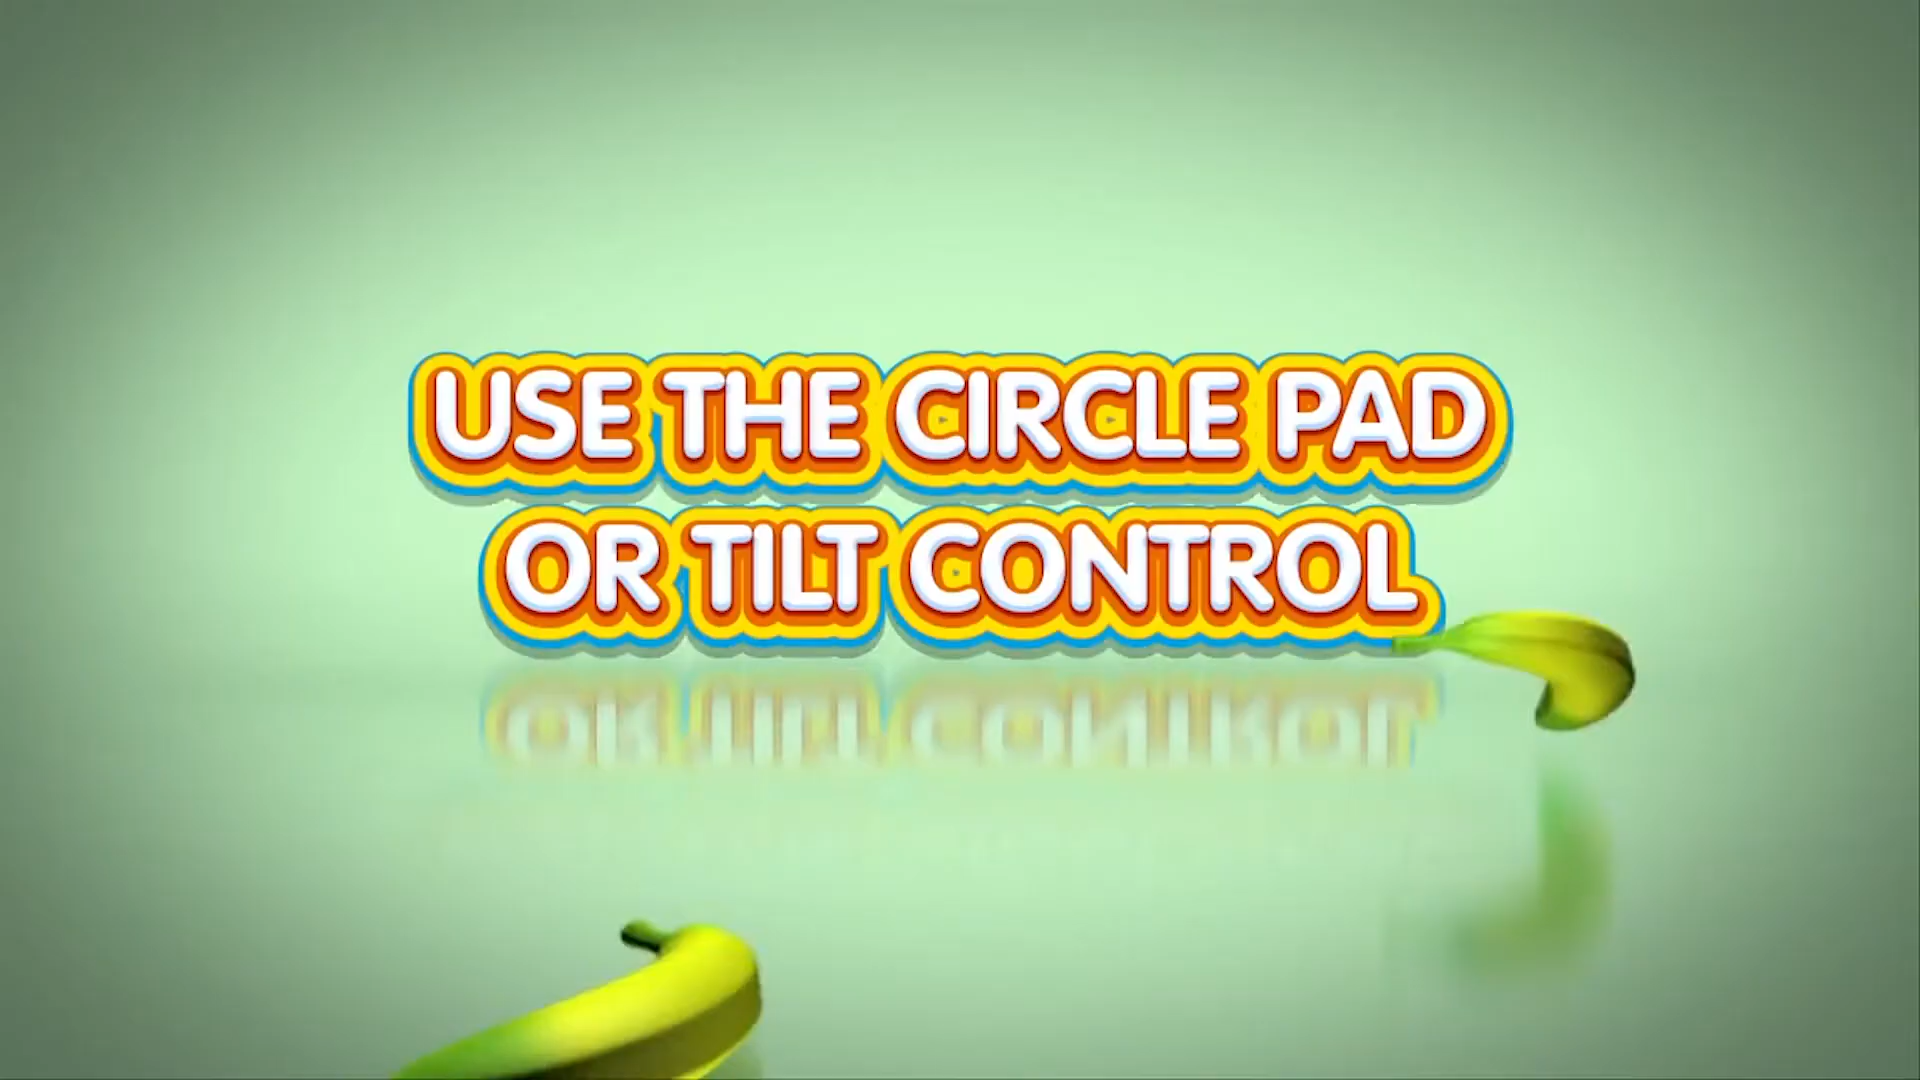 USE THE CIRCLE PAD
OR TILT CONTROL